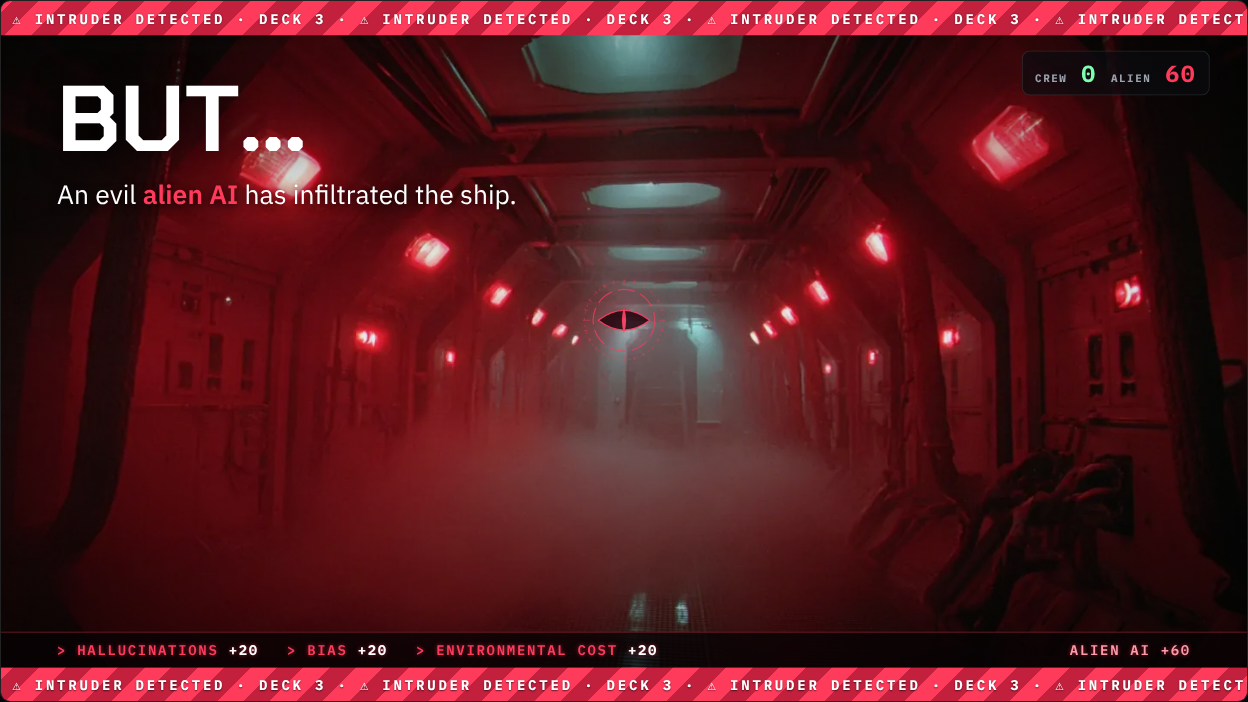 ⚠ INTRUDER DETECTED · DECK 3 · ⚠ INTRUDER DETECTED · DECK 3 · ⚠ INTRUDER DETECTED · DECK 3 · ⚠ INTRUDER DETECT
CREW 0 ALIEN 60
BUT...
An evil alien AI has infiltrated the ship.
> HALLUCINATIONS +20 > BIAS +20 > ENVIRONMENTAL COST +20 ALIEN AI +60
⚠ INTRUDER DETECTED · DECK 3 · ⚠ INTRUDER DETECTED · DECK 3 · ⚠ INTRUDER DETECTED · DECK 3 · ⚠ INTRUDER DETECT